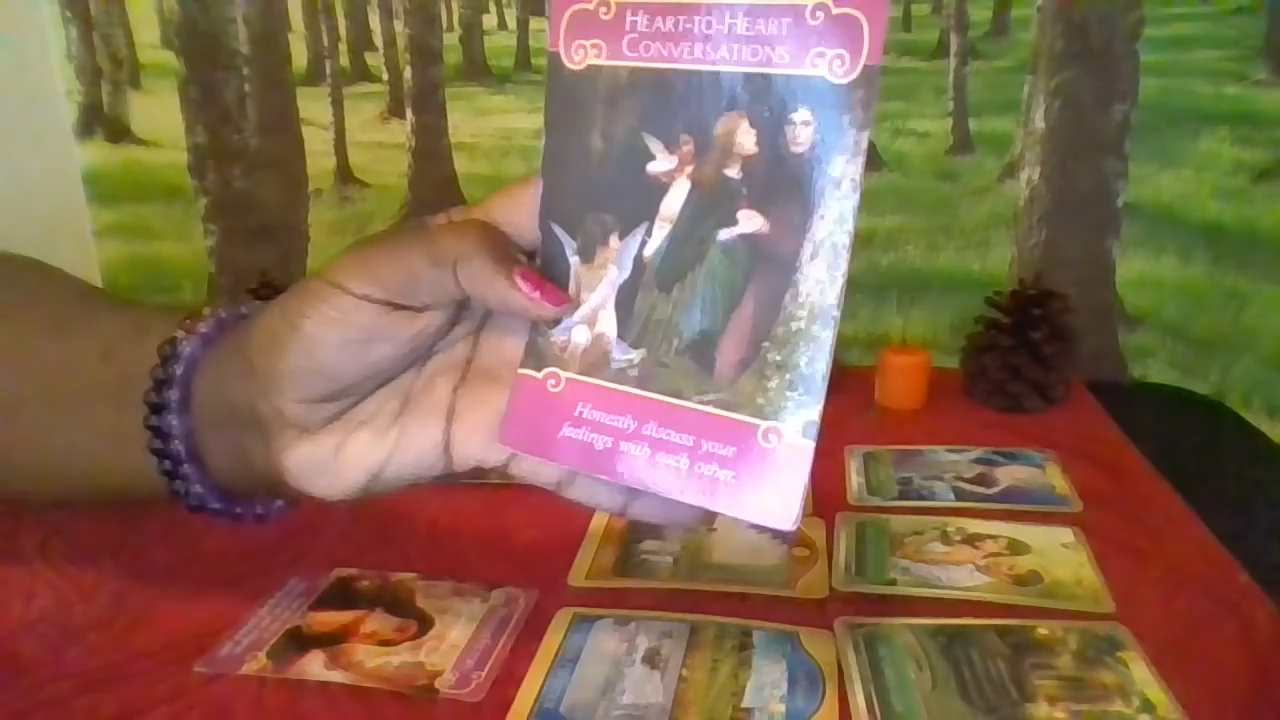 HEART-TO-HEART
CONVERSATIONS
Honestly discuss your
feelings with each other.